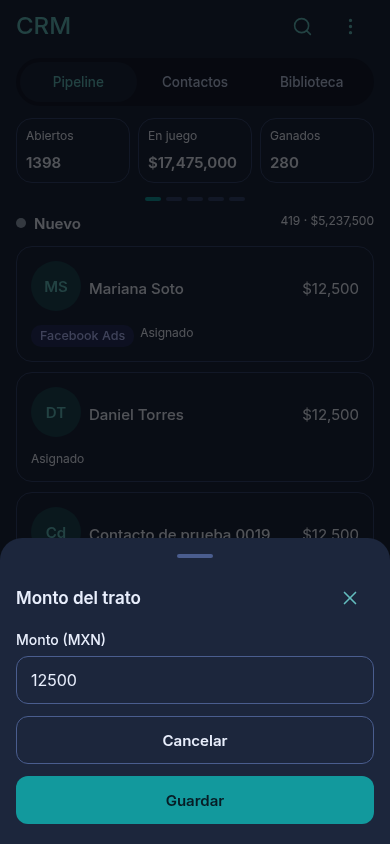 CRM
Pipeline
Contactos
Biblioteca
Abiertos
1398
En juego
$17,475,000
Ganados
280
Nuevo
419 · $5,237,500
MS
Mariana Soto
$12,500
Facebook Ads
Asignado
DT
Daniel Torres
$12,500
Asignado
Cd
Contacto de prueba 0019
$12,500
Monto del trato
Monto (MXN)
12500
Cancelar
Guardar